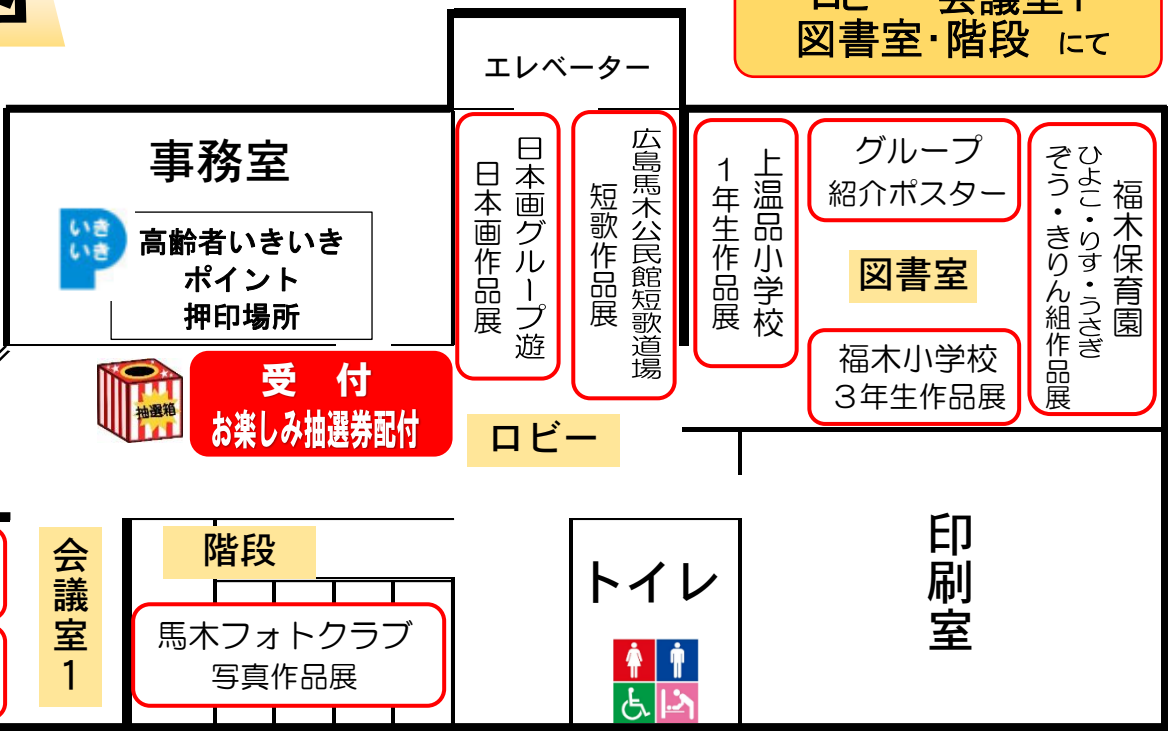 会議室1
図書室・階段 にて
エレベーター
事務室
いき
いき
高齢者いきいき
ポイント
押印場所
日本画グループ遊
日本画作品展
広島馬木公民館短歌道場
短歌作品展
上温品小学校
1年生作品展
グループ
紹介ポスター
図書室
福木小学校
3年生作品展
福木保育園
ひよこ・りす・うさぎ
ぞう・きりん組作品展
抽選箱
受 付
お楽しみ抽選券配付
ロビー
会議室1
階段
馬木フォトクラブ
写真作品展
トイレ
印刷室